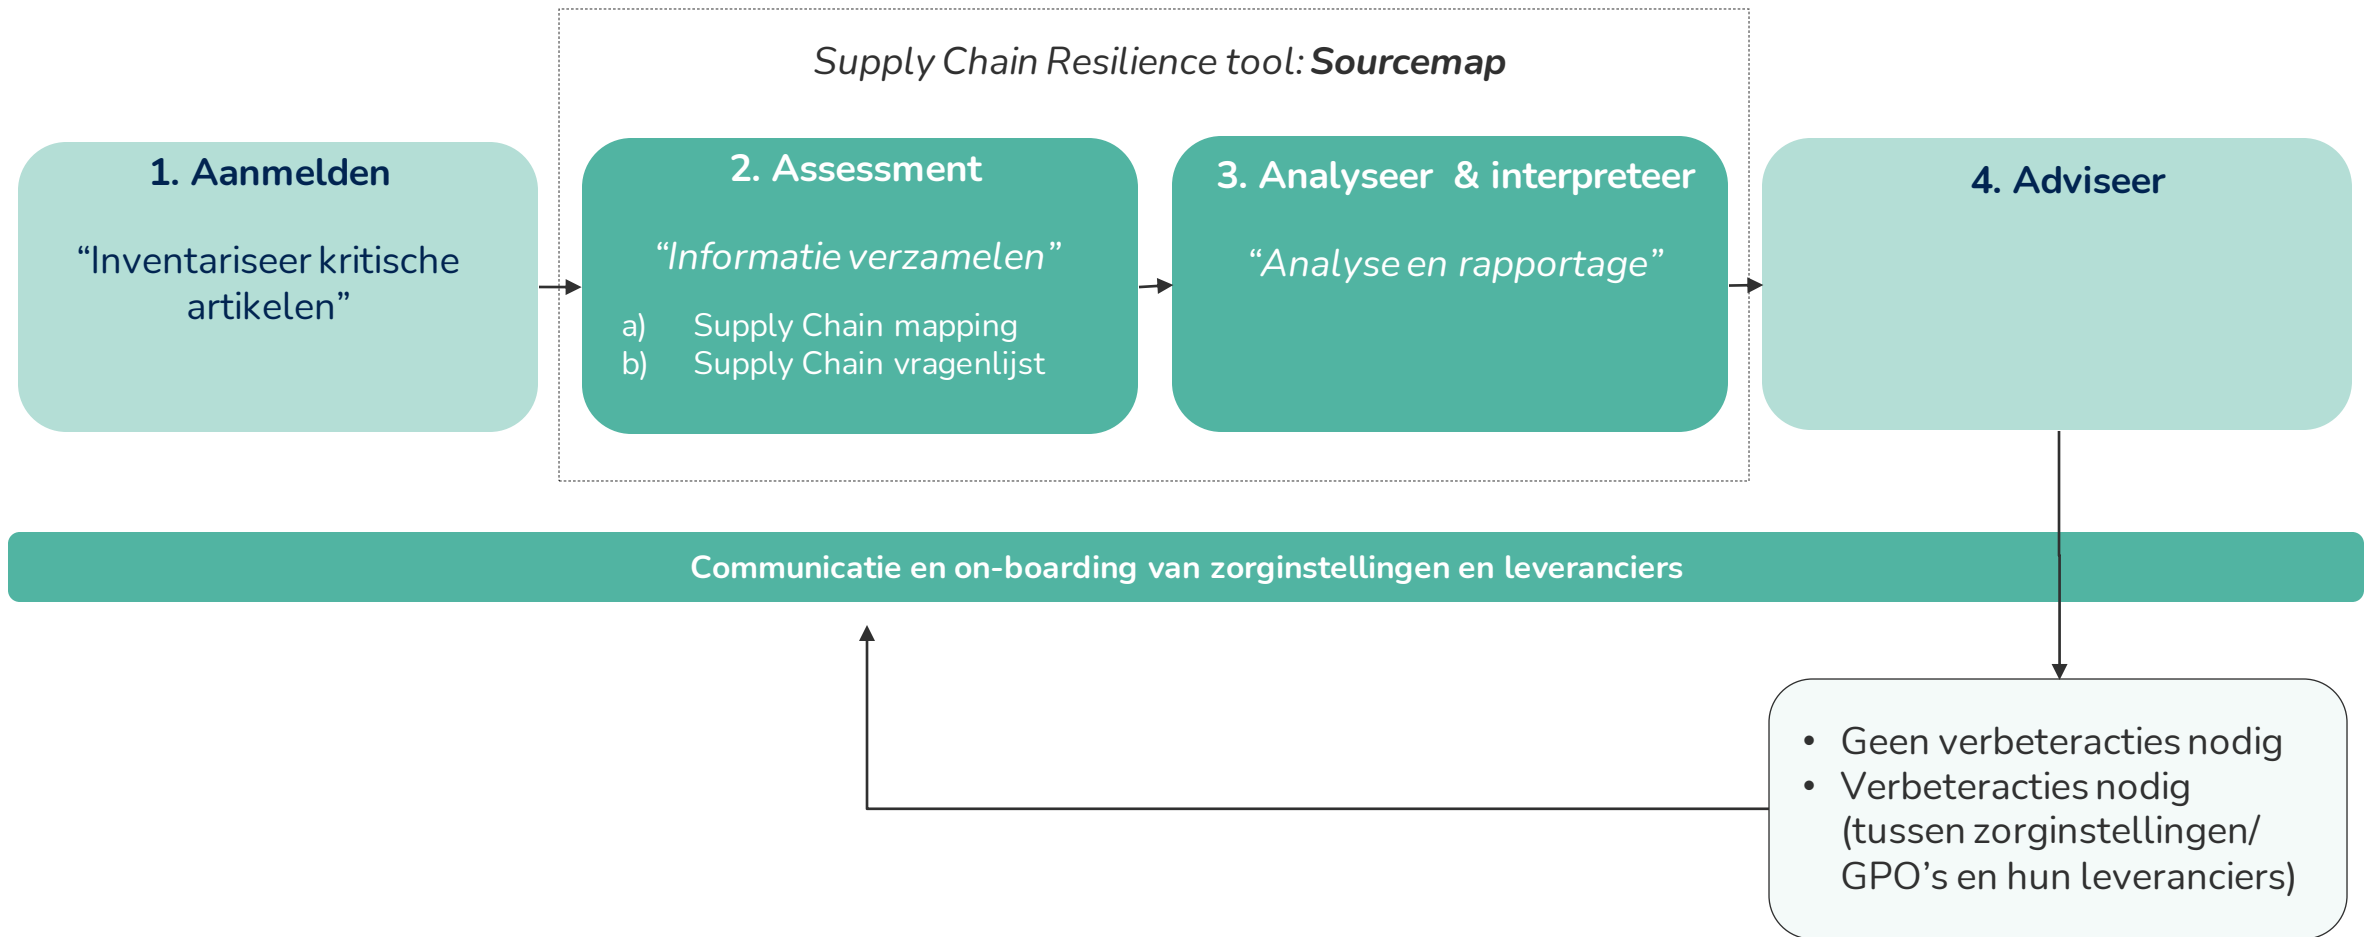 Supply Chain Resilience tool: Sourcemap
1. Aanmelden
“Inventariseer kritische
artikelen”
2. Assessment
“Informatie verzamelen”
a) Supply Chain mapping
b) Supply Chain vragenlijst
3. Analyseer & interpreteer
“Analyse en rapportage”
4. Adviseer
Communicatie en on-boarding van zorginstellingen en leveranciers
• Geen verbeteracties nodig
• Verbeteracties nodig
(tussen zorginstellingen/
GPO’s en hun leveranciers)